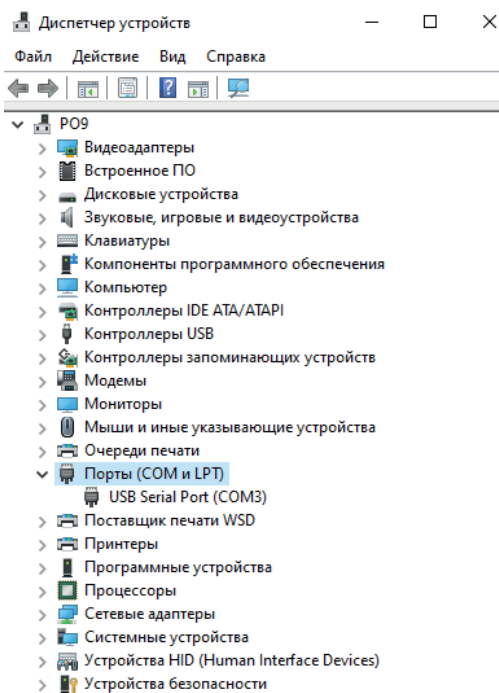 Диспетчер устройств
Файл Действие Вид Справка
PO9
Видеоадаптеры
Встроенное ПО
Дисковые устройства
Звуковые, игровые и видеоустройства
Клавиатуры
Компоненты программного обеспечения
Компьютер
Контроллеры IDE ATA/ATAPI
Контроллеры USB
Контроллеры запоминающих устройств
Модемы
Мониторы
Мыши и иные указывающие устройства
Очереди печати
Порты (COM и LPT)
USB Serial Port (COM3)
Поставщик печати WSD
Принтеры
Программные устройства
Процессоры
Сетевые адаптеры
Системные устройства
Устройства HID (Human Interface Devices)
Устройства безопасности